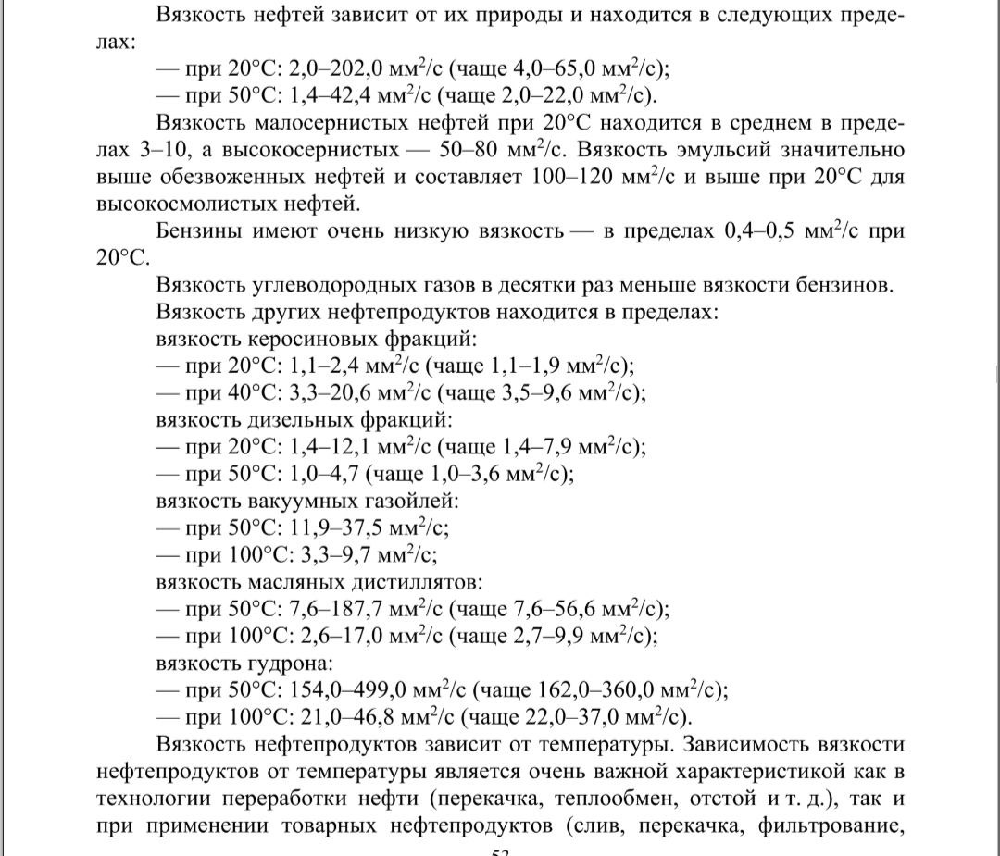 Вязкость нефтей зависит от их природы и находится в следующих преде-
лах:
— при 20°С: 2,0–202,0 мм²/с (чаще 4,0–65,0 мм²/с);
— при 50°С: 1,4–42,4 мм²/с (чаще 2,0–22,0 мм²/с).
Вязкость малосернистых нефтей при 20°С находится в среднем в преде-
лах 3–10, а высокосернистых — 50–80 мм²/с. Вязкость эмульсий значительно
выше обезвоженных нефтей и составляет 100–120 мм²/с и выше при 20°С для
высокосмолистых нефтей.
Бензины имеют очень низкую вязкость — в пределах 0,4–0,5 мм²/с при
20°С.
Вязкость углеводородных газов в десятки раз меньше вязкости бензинов.
Вязкость других нефтепродуктов находится в пределах:
вязкость керосиновых фракций:
— при 20°С: 1,1–2,4 мм²/с (чаще 1,1–1,9 мм²/с);
— при 40°С: 3,3–20,6 мм²/с (чаще 3,5–9,6 мм²/с);
вязкость дизельных фракций:
— при 20°С: 1,4–12,1 мм²/с (чаще 1,4–7,9 мм²/с);
— при 50°С: 1,0–4,7 (чаще 1,0–3,6 мм²/с);
вязкость вакуумных газойлей:
— при 50°С: 11,9–37,5 мм²/с;
— при 100°С: 3,3–9,7 мм²/с;
вязкость масляных дистиллятов:
— при 50°С: 7,6–187,7 мм²/с (чаще 7,6–56,6 мм²/с);
— при 100°С: 2,6–17,0 мм²/с (чаще 2,7–9,9 мм²/с);
вязкость гудрона:
— при 50°С: 154,0–499,0 мм²/с (чаще 162,0–360,0 мм²/с);
— при 100°С: 21,0–46,8 мм²/с (чаще 22,0–37,0 мм²/с).
Вязкость нефтепродуктов зависит от температуры. Зависимость вязкости
нефтепродуктов от температуры является очень важной характеристикой как в
технологии переработки нефти (перекачка, теплообмен, отстой и т. д.), так и
при применении товарных нефтепродуктов (слив, перекачка, фильтрование,